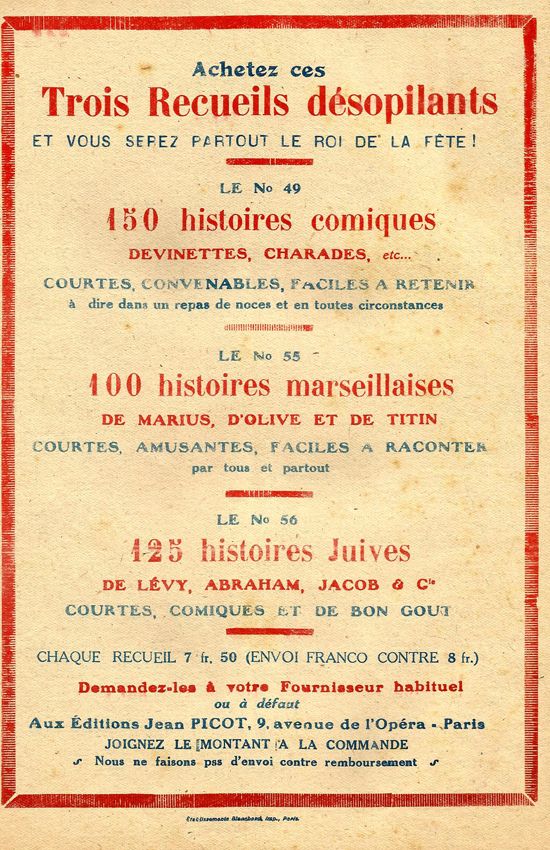 Achetez ces
Trois Recueils désopilants
ET VOUS SEREZ PARTOUT LE ROI DE LA FÊTE!
LE No 49
150 histoires comiques
DEVINETTES, CHARADES, etc...
COURTES, CONVENABLES, FACILES A RETENIR
à dire dans un repas de noces et en toutes circonstances
LE No 55
100 histoires marseillaises
DE MARIUS, D'OLIVE ET DE TITIN
COURTES, AMUSANTES, FACILES A RACONTER
par tous et partout
LE No 56
125 histoires Juives
DE LÉVY, ABRAHAM, JACOB & Cie
COURTES, COMIQUES ET DE BON GOUT
CHAQUE RECUEIL 7 fr. 50 (ENVOI FRANCO CONTRE 8 fr.)
Demandez-les à votre Fournisseur habituel
ou à défaut
Aux Éditions Jean PICOT, 9, avenue de l'Opéra - Paris
JOIGNEZ LE MONTANT A LA COMMANDE
Nous ne faisons pss d'envoi contre remboursement
Établissements Blanchard, imp., Paris.